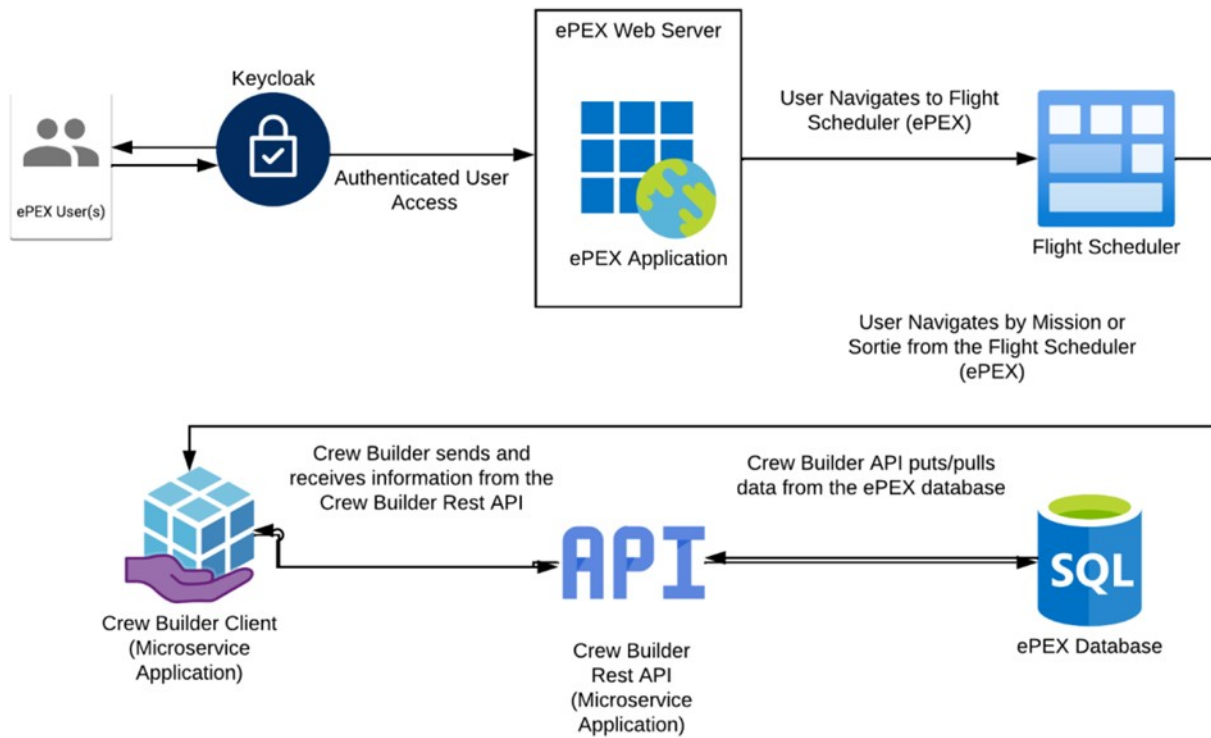 ePEX Web Server
Keycloak
ePEX User(s)
Authenticated User
Access
ePEX Application
User Navigates to Flight
Scheduler (ePEX)
Flight Scheduler
User Navigates by Mission or
Sortie from the Flight Scheduler
(ePEX)
Crew Builder sends and
receives information from the
Crew Builder Rest API
Crew Builder API puts/pulls
data from the ePEX database
API
SQL
Crew Builder Client
(Microservice
Application)
Crew Builder
Rest API
(Microservice
Application)
ePEX Database